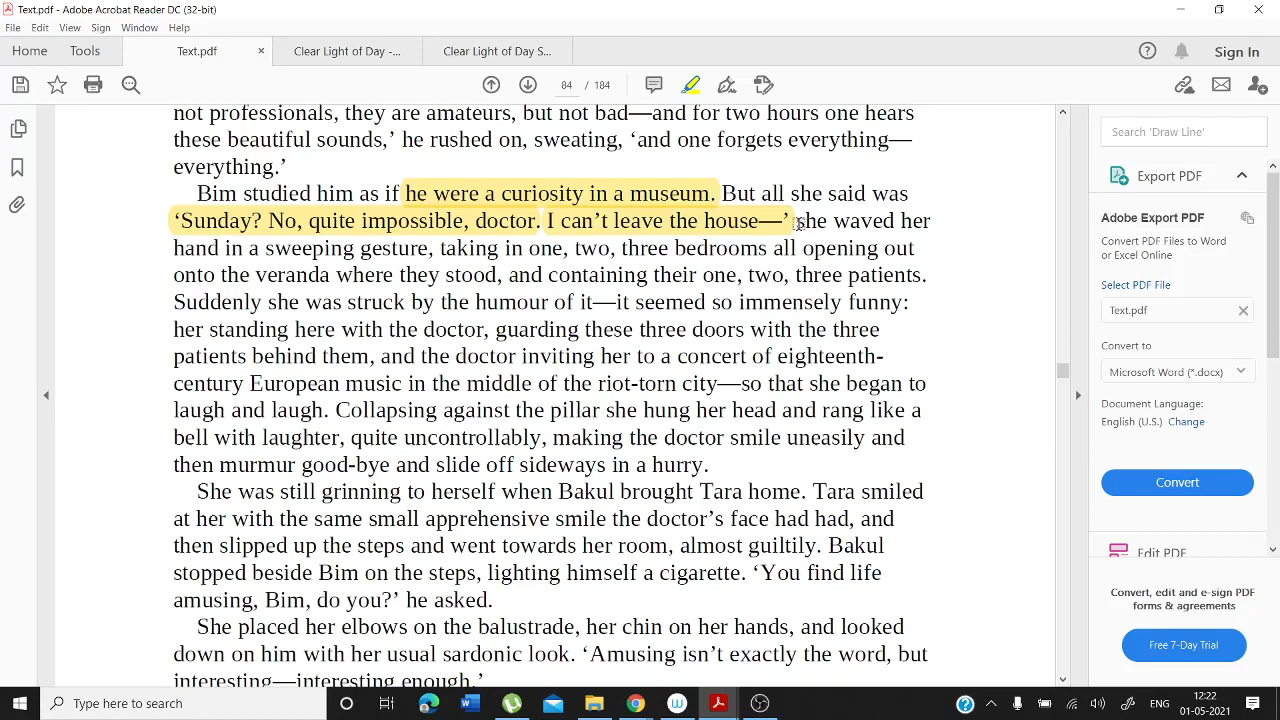 Text.pdf - Adobe Acrobat Reader DC (32-bit)
File Edit View Sign Window Help
Home Tools Text.pdf × Clear Light of Day -... Clear Light of Day S... Sign In
84 / 184
not professionals, they are amateurs, but not bad—and for two hours one hears
these beautiful sounds,’ he rushed on, sweating, ‘and one forgets everything—
everything.’
Bim studied him as if he were a curiosity in a museum. But all she said was
‘Sunday? No, quite impossible, doctor. I can’t leave the house—’ she waved her
hand in a sweeping gesture, taking in one, two, three bedrooms all opening out
onto the veranda where they stood, and containing their one, two, three patients.
Suddenly she was struck by the humour of it—it seemed so immensely funny:
her standing here with the doctor, guarding these three doors with the three
patients behind them, and the doctor inviting her to a concert of eighteenth-
century European music in the middle of the riot-torn city—so that she began to
laugh and laugh. Collapsing against the pillar she hung her head and rang like a
bell with laughter, quite uncontrollably, making the doctor smile uneasily and
then murmur good-bye and slide off sideways in a hurry.
She was still grinning to herself when Bakul brought Tara home. Tara smiled
at her with the same small apprehensive smile the doctor’s face had had, and
then slipped up the steps and went towards her room, almost guiltily. Bakul
stopped beside Bim on the steps, lighting himself a cigarette. ‘You find life
amusing, Bim, do you?’ he asked.
She placed her elbows on the balustrade, her chin on her hands, and looked
down on him with her usual sardonic look. ‘Amusing isn’t exactly the word, but
interesting—interesting enough.’
Search 'Draw Line'
Export PDF
Adobe Export PDF
Convert PDF Files to Word
or Excel Online
Select PDF File
Text.pdf
Convert to
Microsoft Word (*.docx)
Document Language:
English (U.S.) Change
Convert
Edit PDF
Convert, edit and e-sign PDF
forms & agreements
Free 7-Day Trial
Type here to search
ENG
12:22
01-05-2021